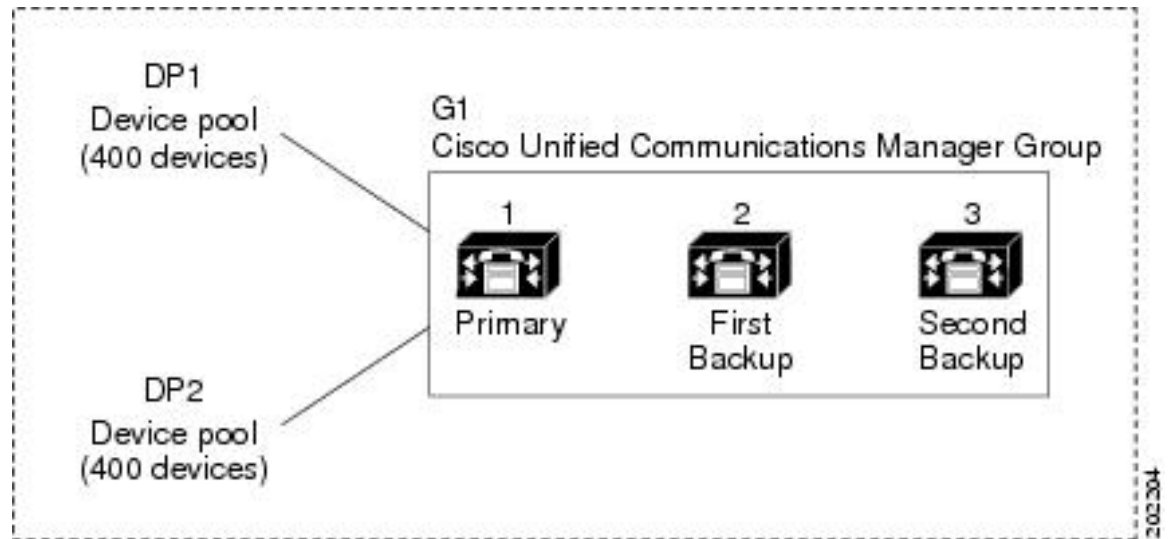 DP1
Device pool
(400 devices)
G1
Cisco Unified Communications Manager Group
1
2
3
Primary
First
Backup
Second
Backup
DP2
Device pool
(400 devices)
202204